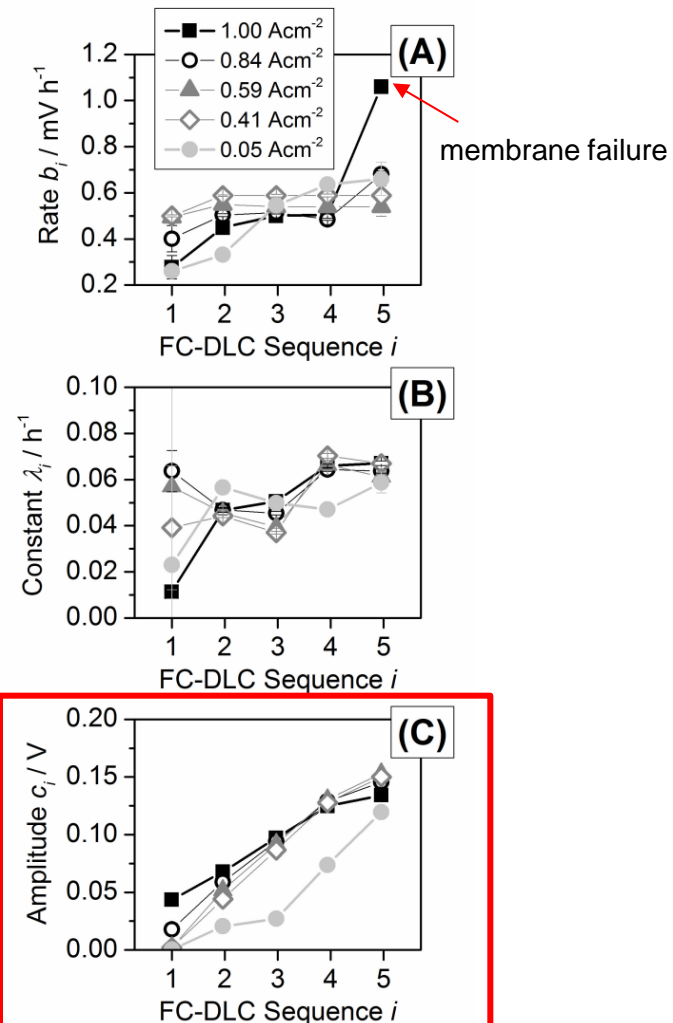 1.00 Acm⁻²
0.84 Acm⁻²
0.59 Acm⁻²
0.41 Acm⁻²
0.05 Acm⁻²
(A)
membrane failure
Rate bᵢ / mV h⁻¹
1.2
1.0
0.8
0.6
0.4
0.2
1 2 3 4 5
FC-DLC Sequence i
(B)
Constant λᵢ / h⁻¹
0.10
0.08
0.06
0.04
0.02
0.00
1 2 3 4 5
FC-DLC Sequence i
(C)
Amplitude cᵢ / V
0.20
0.15
0.10
0.05
0.00
1 2 3 4 5
FC-DLC Sequence i